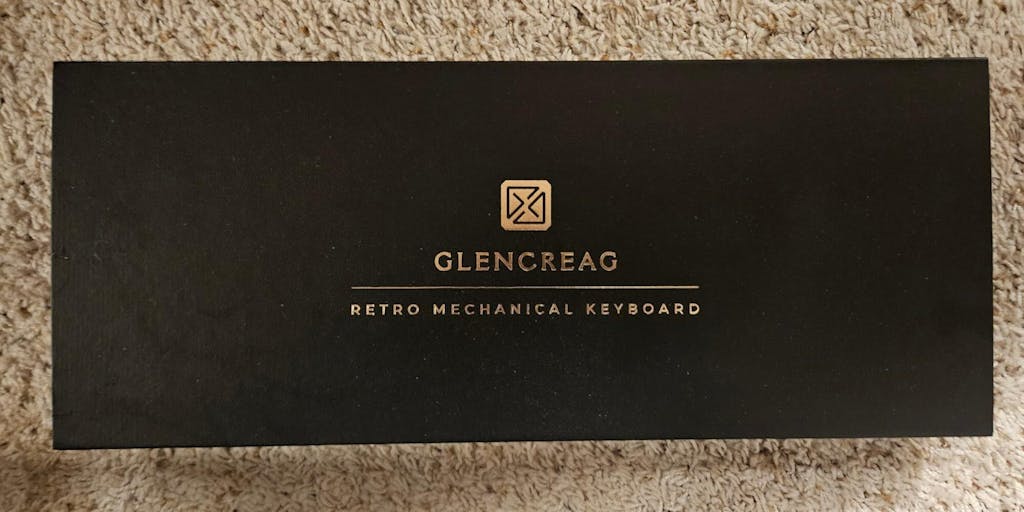 GLENCREAG
RETRO MECHANICAL KEYBOARD